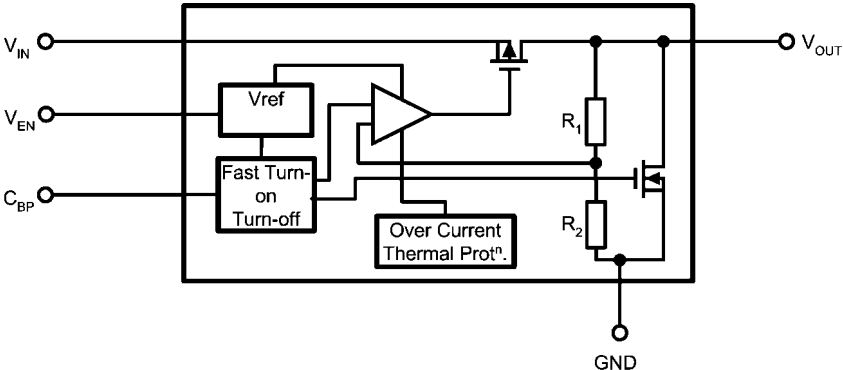 VIN
VOUT
VEN
Vref
R1
CBP
Fast Turn-
on
Turn-off
R2
Over Current
Thermal Protⁿ.
GND